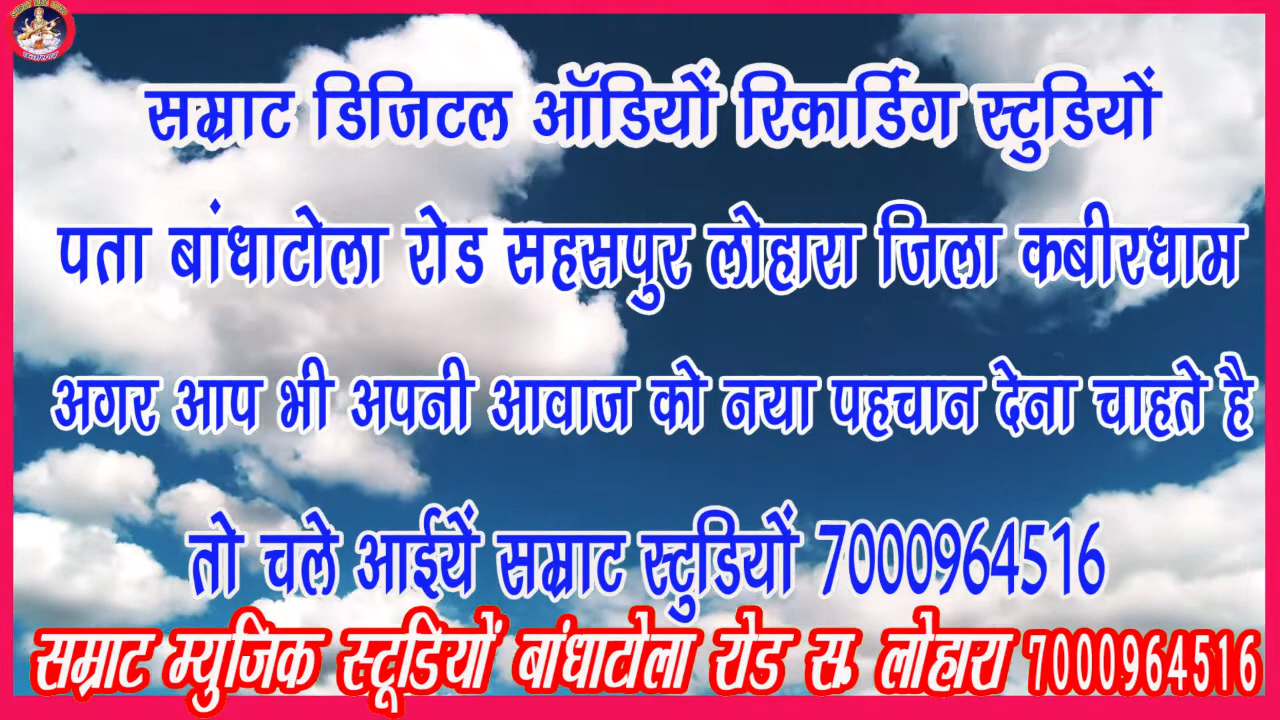 सम्राट डिजिटल ऑडियों रिकार्डिंग स्टुडियों
पता बांधाटोला रोड सहसपुर लोहारा जिला कबीरधाम
अगर आप भी अपनी आवाज को नया पहचान देना चाहते है
तो चले आईयें सम्राट स्टुडियों 7000964516
सम्राट म्युजिक स्टूडियों बांधाटोला रोड स. लोहारा 7000964516